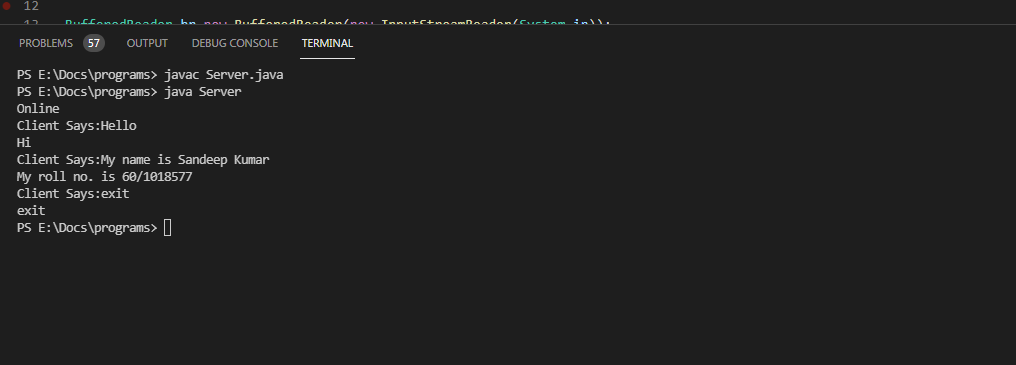 12
13 BufferedReader br=new BufferedReader(new InputStreamReader(System.in));
PROBLEMS 57 OUTPUT DEBUG CONSOLE TERMINAL
PS E:\Docs\programs> javac Server.java
PS E:\Docs\programs> java Server
Online
Client Says:Hello
Hi
Client Says:My name is Sandeep Kumar
My roll no. is 60/1018577
Client Says:exit
exit
PS E:\Docs\programs>